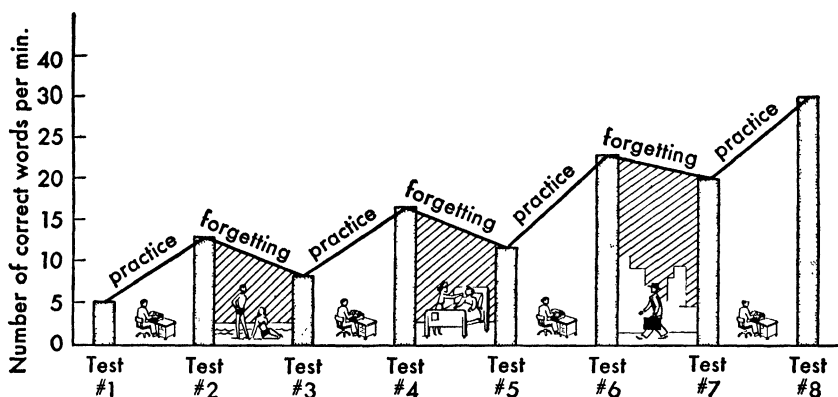 Number of correct words per min.
40
30
25
20
15
10
5
0
practice
forgetting
practice
forgetting
practice
forgetting
practice
Test
#1
Test
#2
Test
#3
Test
#4
Test
#5
Test
#6
Test
#7
Test
#8